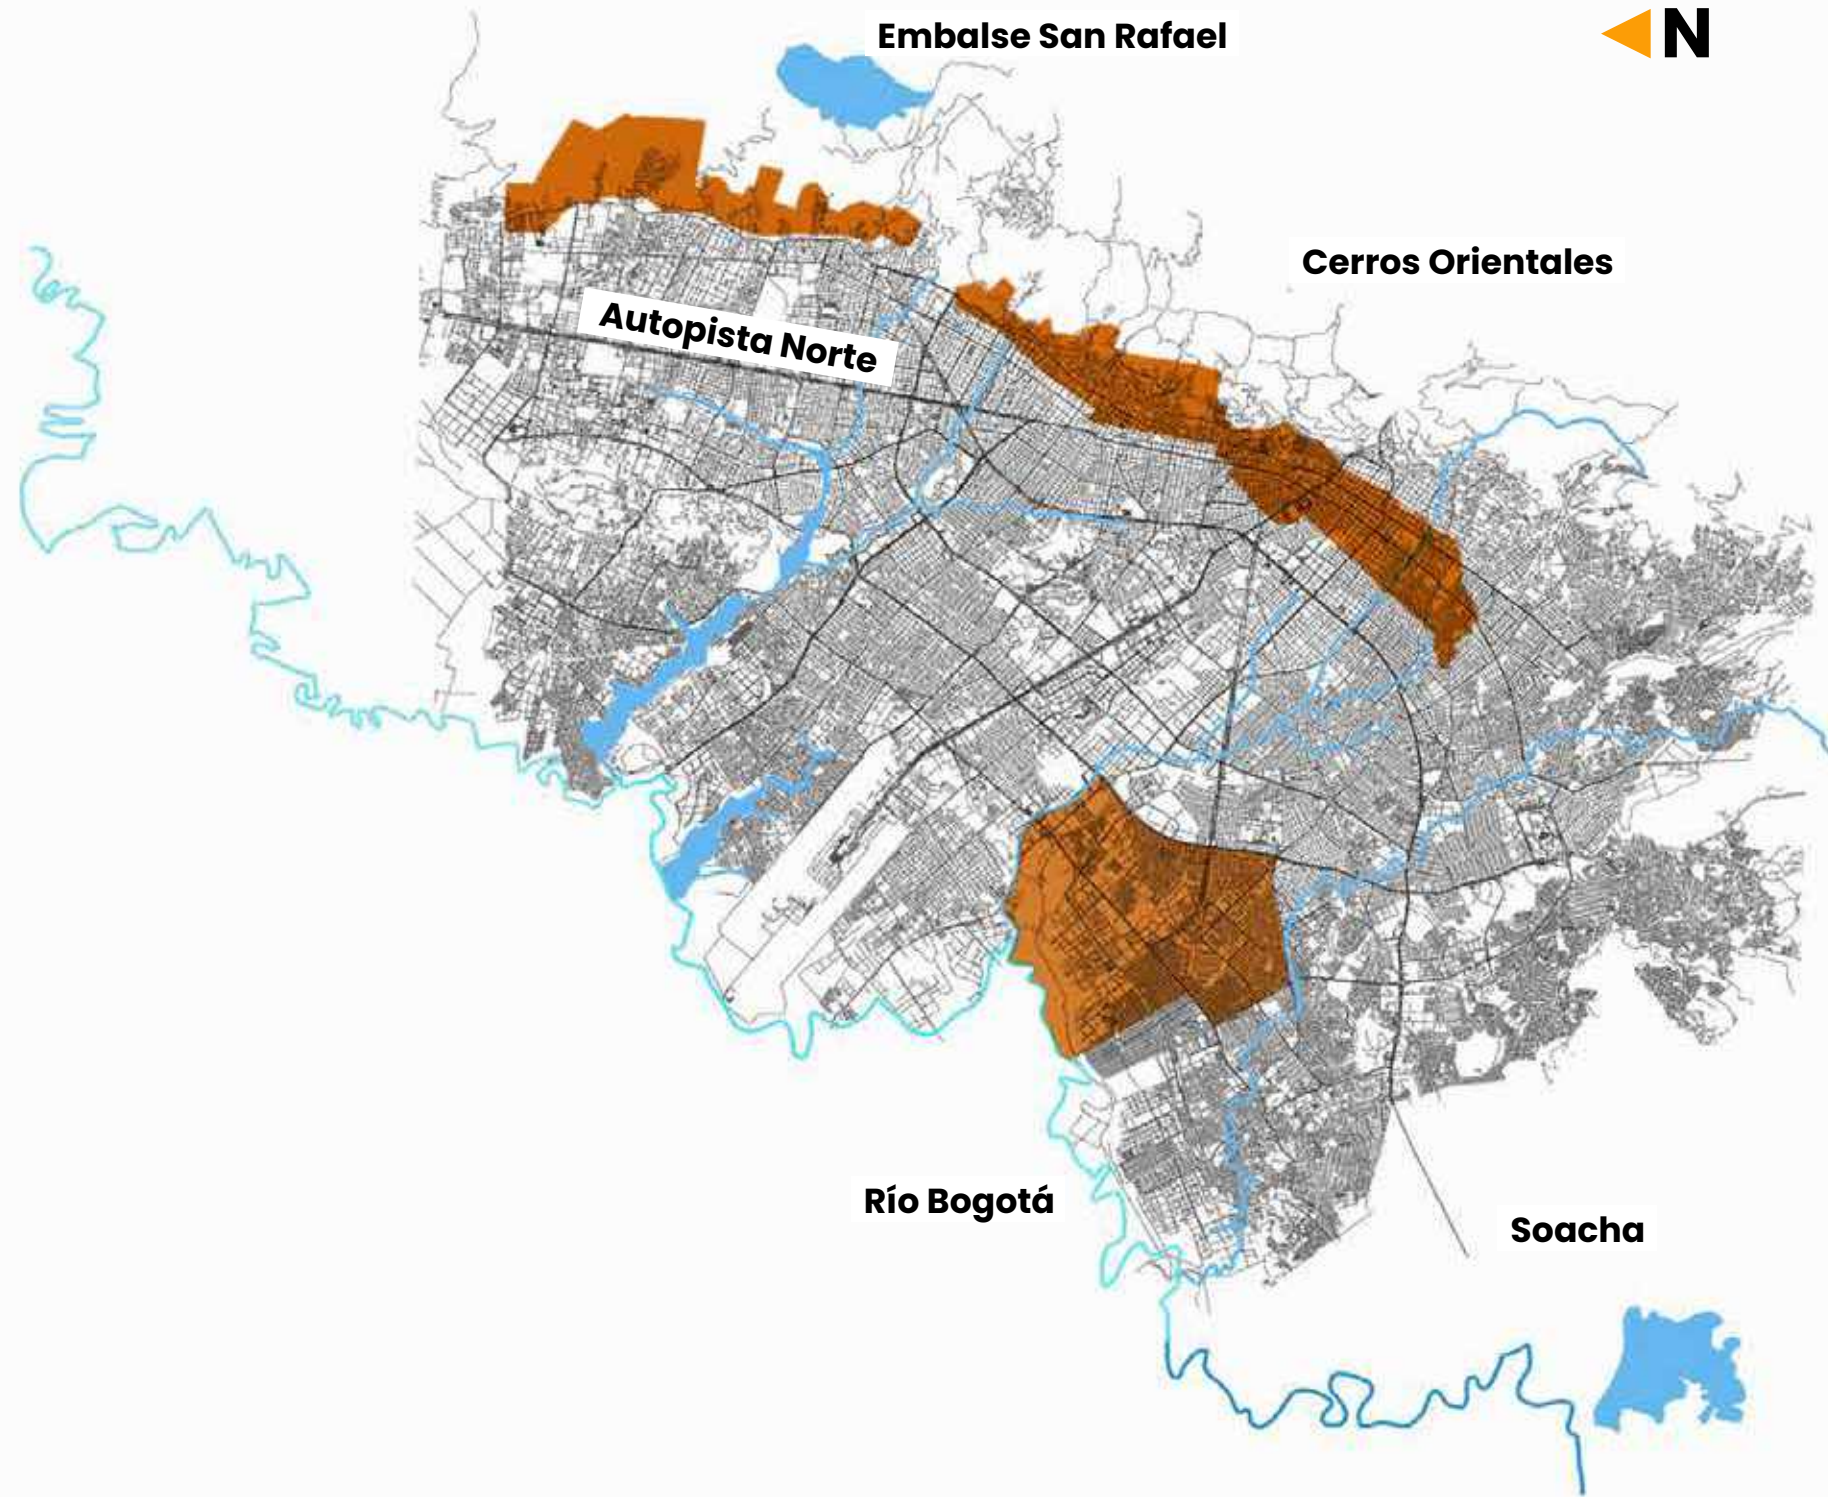 Embalse San Rafael
N
Cerros Orientales
Autopista Norte
Río Bogotá
Soacha